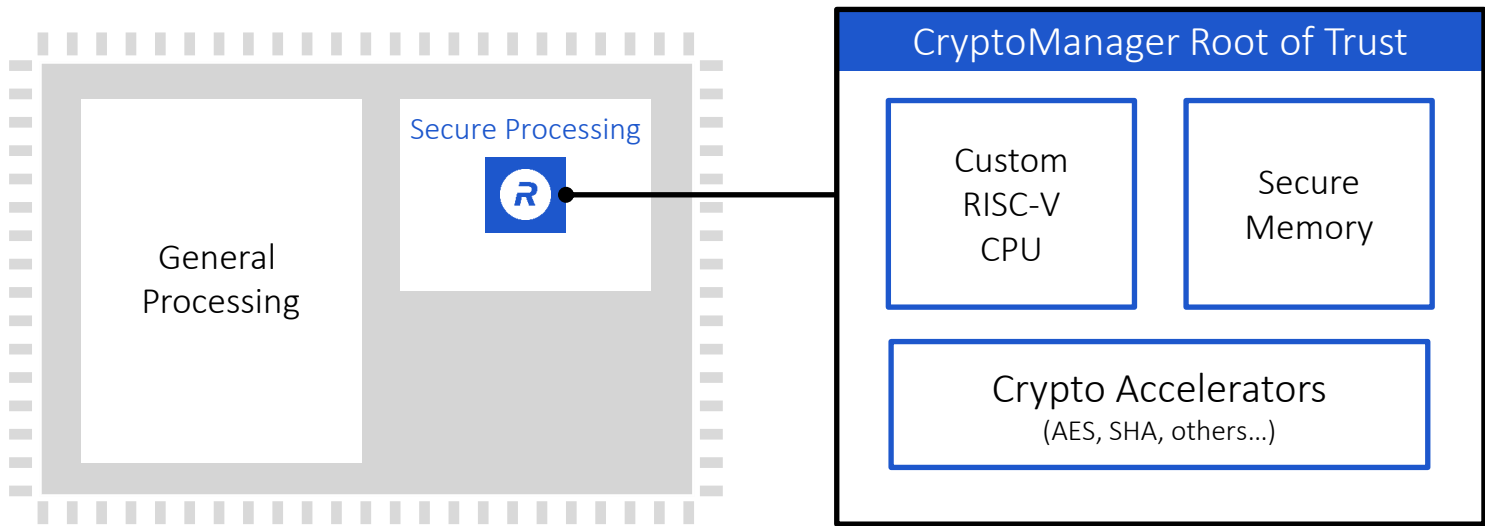 CryptoManager Root of Trust
Secure Processing
R
General
Processing
Custom
RISC-V
CPU
Secure
Memory
Crypto Accelerators
(AES, SHA, others...)